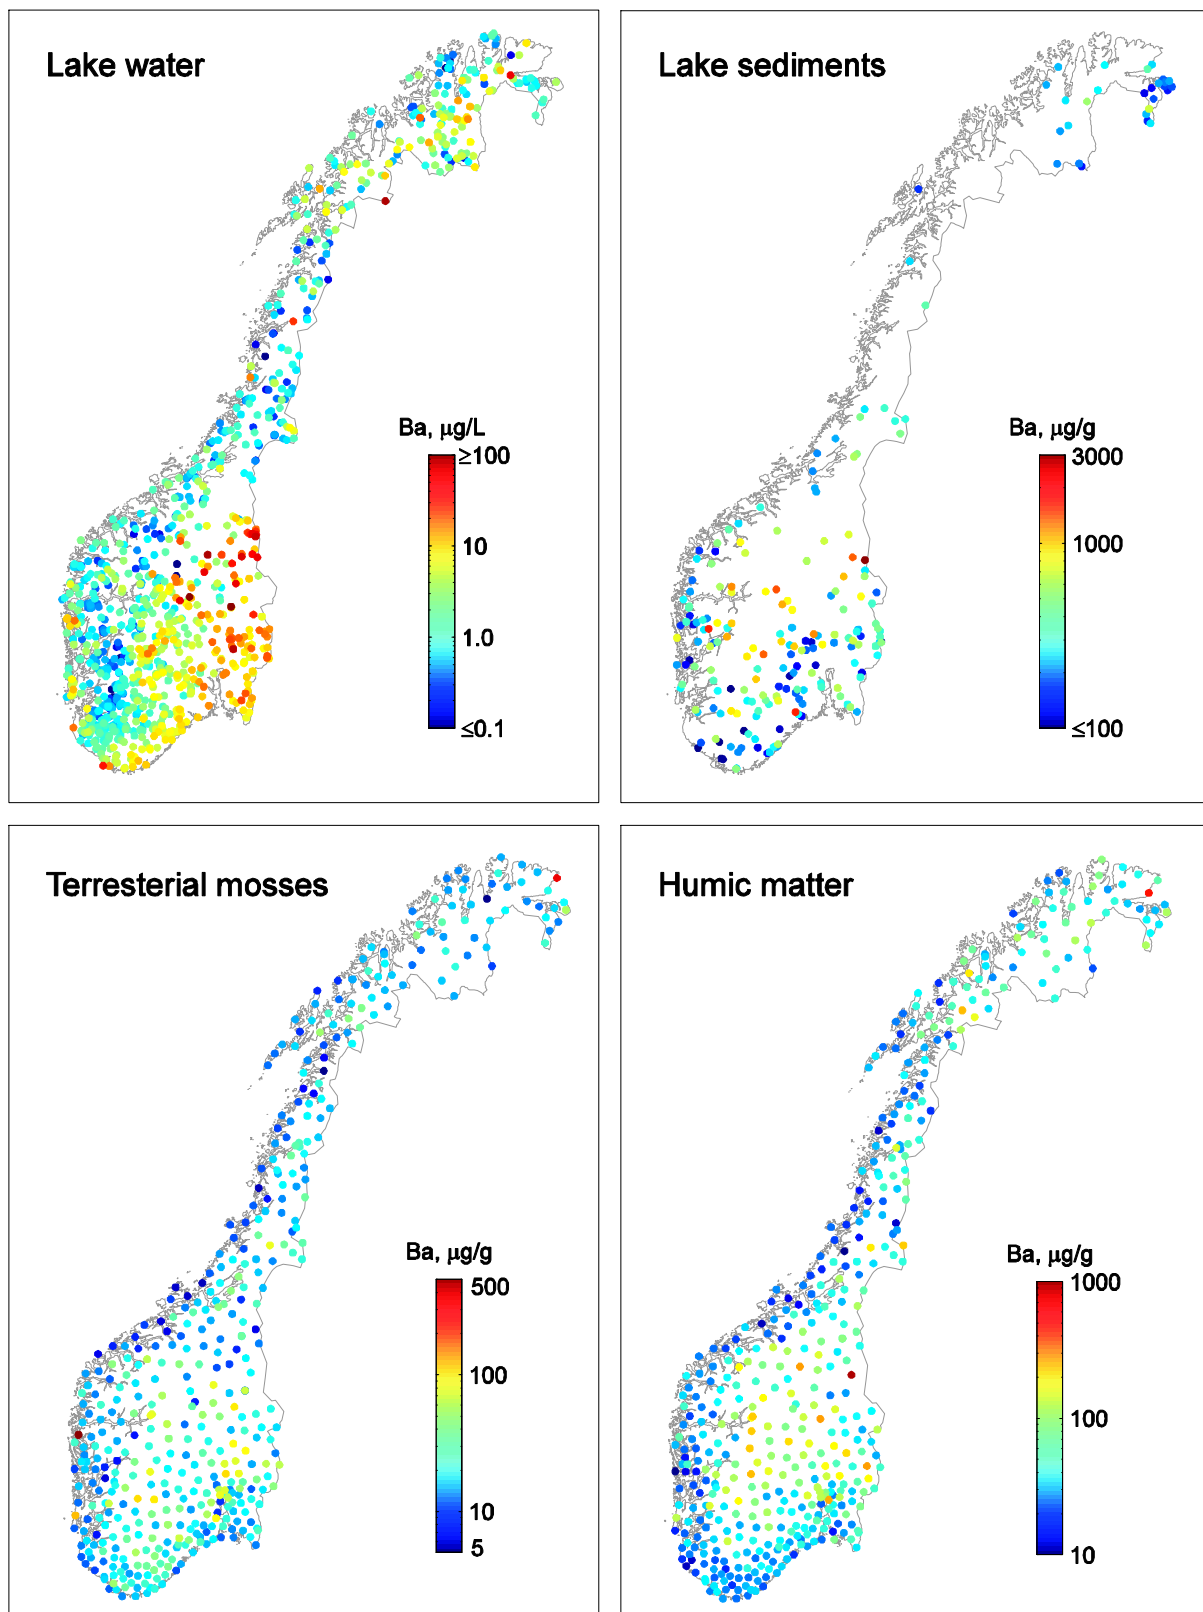 Lake water
Ba, µg/L
≥100
10
1.0
≤0.1
Lake sediments
Ba, µg/g
3000
1000
≤100
Terresterial mosses
Ba, µg/g
500
100
10
5
Humic matter
Ba, µg/g
1000
100
10